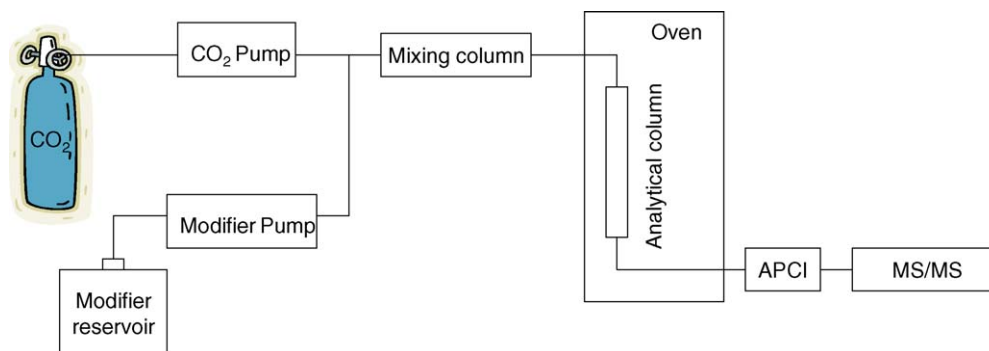 Oven
CO₂ Pump
Mixing column
CO₂
Analytical column
Modifier Pump
APCI
MS/MS
Modifier
reservoir